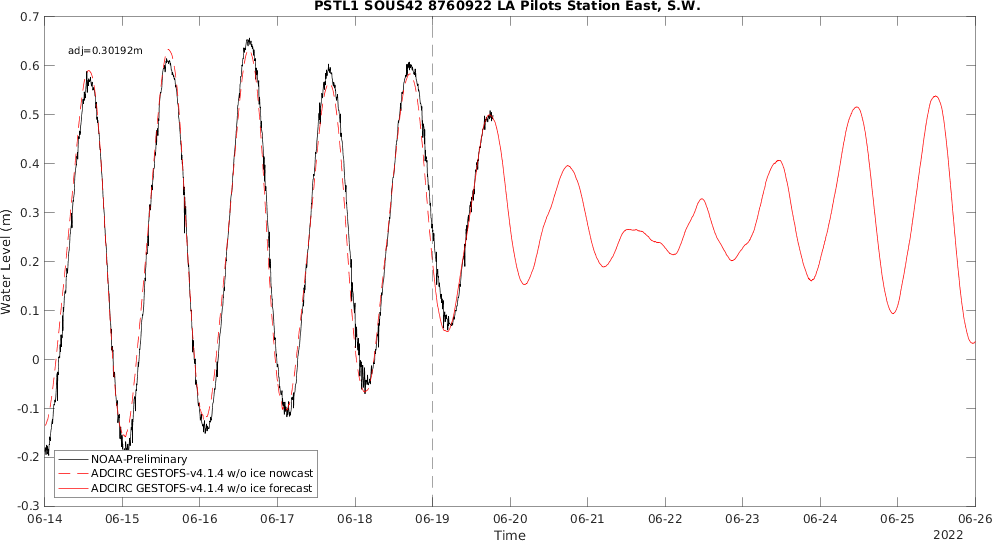 PSTL1 SOUS42 8760922 LA Pilots Station East, S.W.
0.7
adj=0.30192m
0.6
0.5
0.4
0.3
0.2
0.1
0
-0.1
-0.2
-0.3
Water Level (m)
NOAA-Preliminary
ADCIRC GESTOFS-v4.1.4 w/o ice nowcast
ADCIRC GESTOFS-v4.1.4 w/o ice forecast
06-14 06-15 06-16 06-17 06-18 06-19 06-20 06-21 06-22 06-23 06-24 06-25 06-26
Time
2022